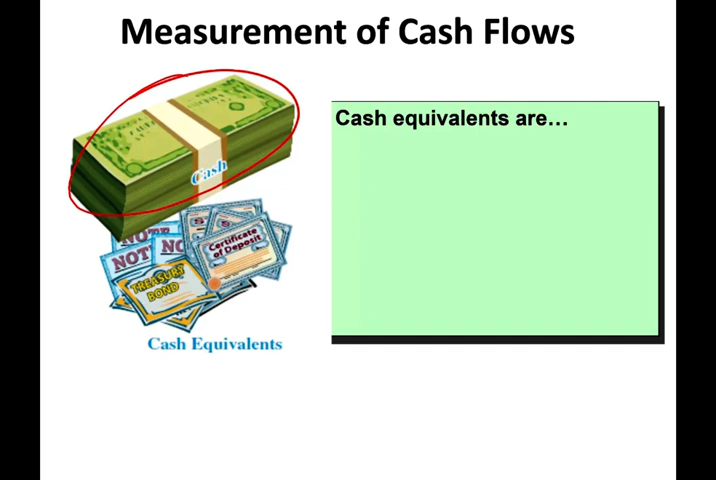 Measurement of Cash Flows
Cash
Cash equivalents are…
NOTE
NOT
NO
Certificate
of Deposit
TREASURY
BOND
Cash Equivalents